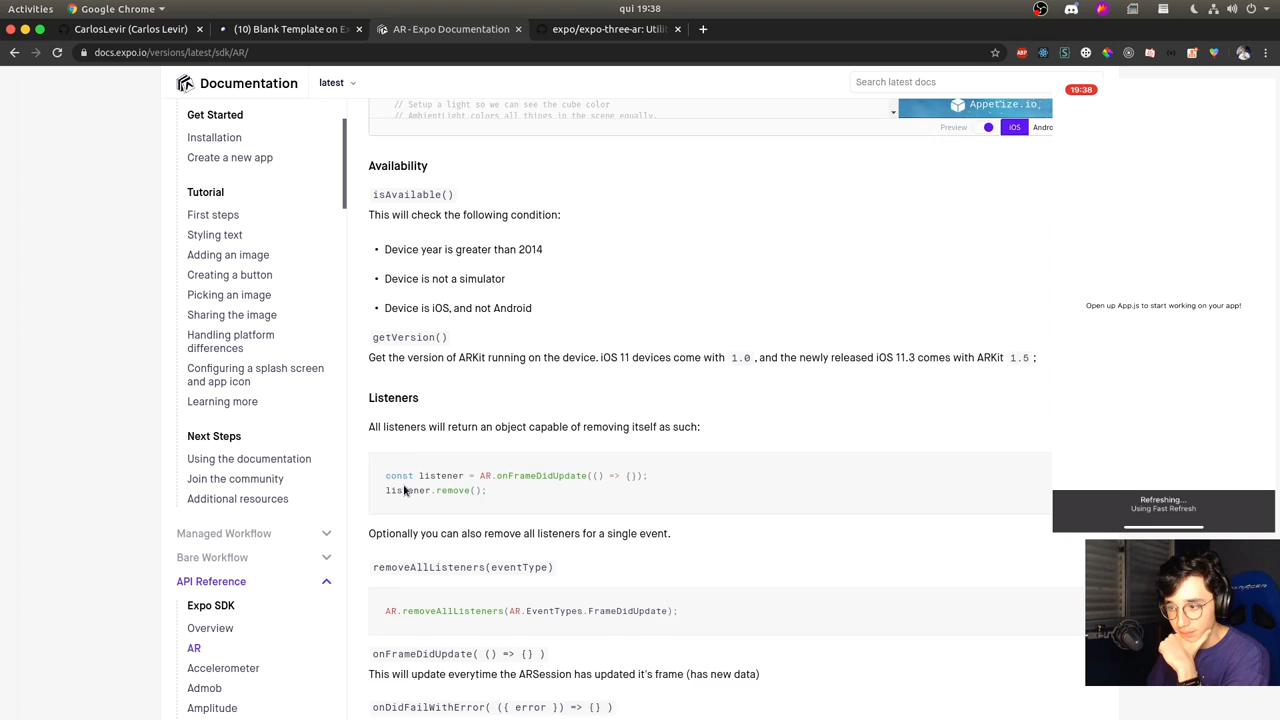 Activities
Google Chrome
qui 19:38
CarlosLevir (Carlos Levir)
(10) Blank Template on Ex
AR - Expo Documentation
expo/expo-three-ar: Utilit
docs.expo.io/versions/latest/sdk/AR/
Documentation
latest
Search latest docs
19:38
Get Started
Installation
Create a new app
Tutorial
First steps
Styling text
Adding an image
Creating a button
Picking an image
Sharing the image
Handling platform
differences
Configuring a splash screen
and app icon
Learning more
Next Steps
Using the documentation
Join the community
Additional resources
Managed Workflow
Bare Workflow
API Reference
Expo SDK
Overview
AR
Accelerometer
Admob
Amplitude
// Setup a light so we can see the cube color
// AmbientLight colors all things in the scene equally.
Appetize.io
Preview
iOS
Andro
Availability
isAvailable()
This will check the following condition:
• Device year is greater than 2014
• Device is not a simulator
• Device is iOS, and not Android
getVersion()
Get the version of ARKit running on the device. iOS 11 devices come with 1.0 , and the newly released iOS 11.3 comes with ARKit 1.5 ;
Listeners
All listeners will return an object capable of removing itself as such:
const listener = AR.onFrameDidUpdate(() => {});
listener.remove();
Optionally you can also remove all listeners for a single event.
removeAllListeners(eventType)
AR.removeAllListeners(AR.EventTypes.FrameDidUpdate);
onFrameDidUpdate( () => {} )
This will update everytime the ARSession has updated it's frame (has new data)
onDidFailWithError( ({ error }) => {} )
Open up App.js to start working on your app!
Refreshing...
Using Fast Refresh